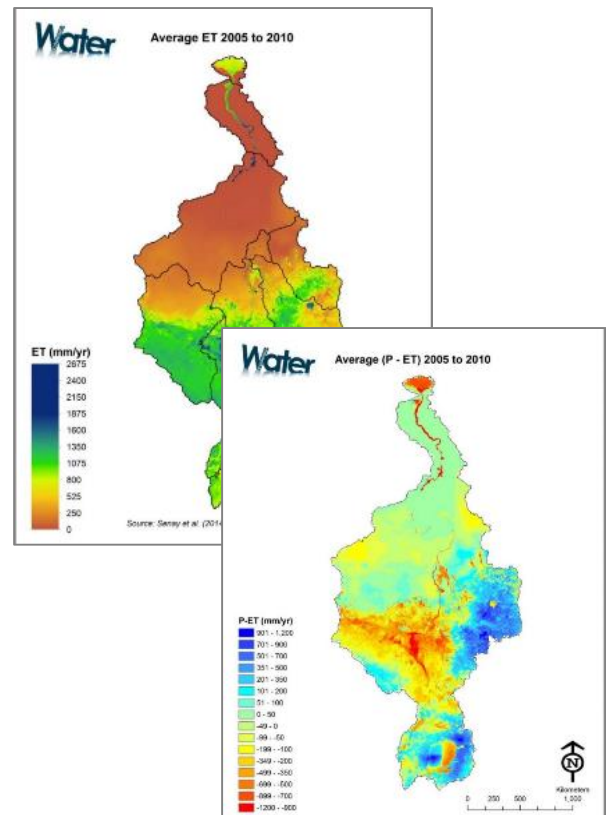 Water
Average ET 2005 to 2010
ET (mm/yr)
2675
2400
2150
1900
1600
1350
1075
800
525
250
0
Source: Senay et al. (2014
Water
Average (P - ET) 2005 to 2010
P-ET (mm/yr)
901 - 1,200
701 - 900
501 - 700
351 - 500
201 - 350
101 - 200
51 - 100
0 - 50
-49 - 0
-99 - -50
-199 - -100
-349 - -200
-499 - -350
-699 - -500
-899 - -700
-1200 - -900
N
Kilometers
0 250 500 1,000